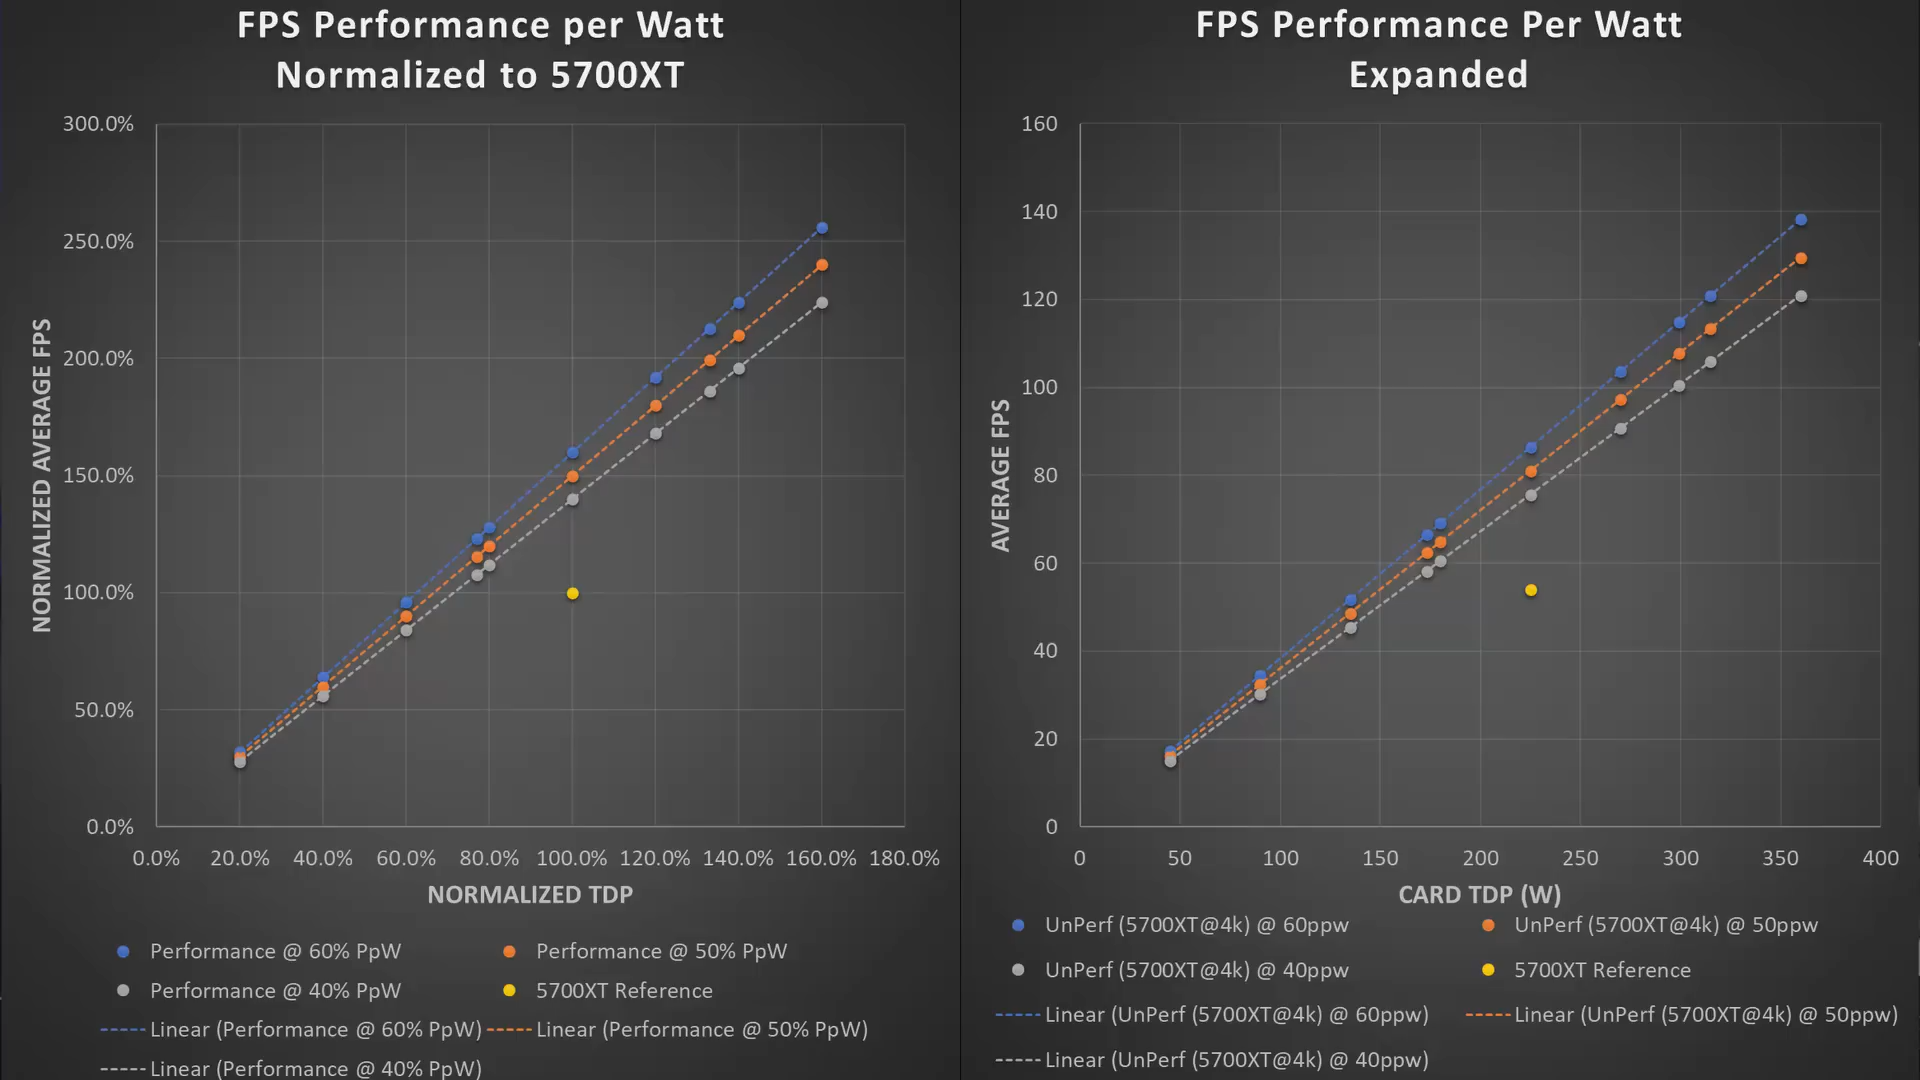 FPS Performance per Watt
Normalized to 5700XT
300.0%
250.0%
200.0%
150.0%
100.0%
50.0%
0.0%
NORMALIZED AVERAGE FPS
0.0% 20.0% 40.0% 60.0% 80.0% 100.0% 120.0% 140.0% 160.0% 180.0%
NORMALIZED TDP
Performance @ 60% PpW Performance @ 50% PpW
Performance @ 40% PpW 5700XT Reference
Linear (Performance @ 60% PpW) Linear (Performance @ 50% PpW)
Linear (Performance @ 40% PpW)
FPS Performance Per Watt
Expanded
160
140
120
100
80
60
40
20
0
AVERAGE FPS
0 50 100 150 200 250 300 350 400
CARD TDP (W)
UnPerf (5700XT@4k) @ 60ppw UnPerf (5700XT@4k) @ 50ppw
UnPerf (5700XT@4k) @ 40ppw 5700XT Reference
Linear (UnPerf (5700XT@4k) @ 60ppw) Linear (UnPerf (5700XT@4k) @ 50ppw)
Linear (UnPerf (5700XT@4k) @ 40ppw)